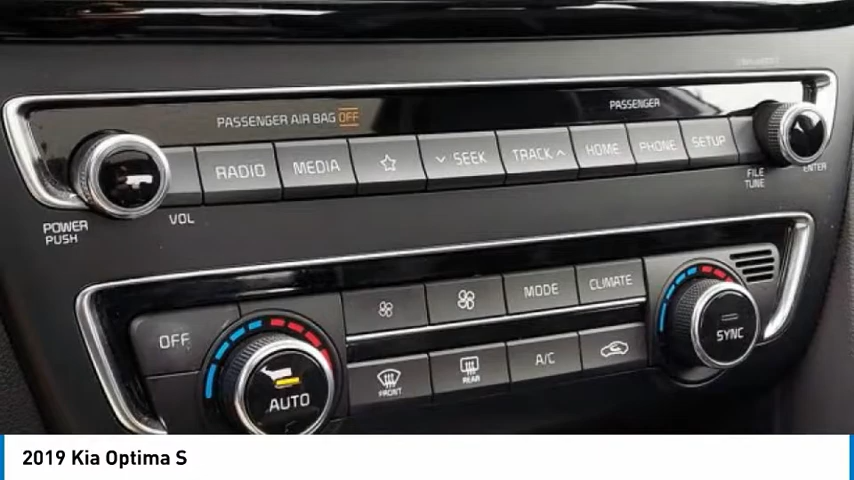 PASSENGER AIR BAG OFF
PASSENGER
RADIO MEDIA SEEK TRACK HOME PHONE SETUP
POWER PUSH
VOL
FILE TUNE
ENTER
OFF MODE CLIMATE
AUTO FRONT REAR A/C SYNC
2019 Kia Optima S